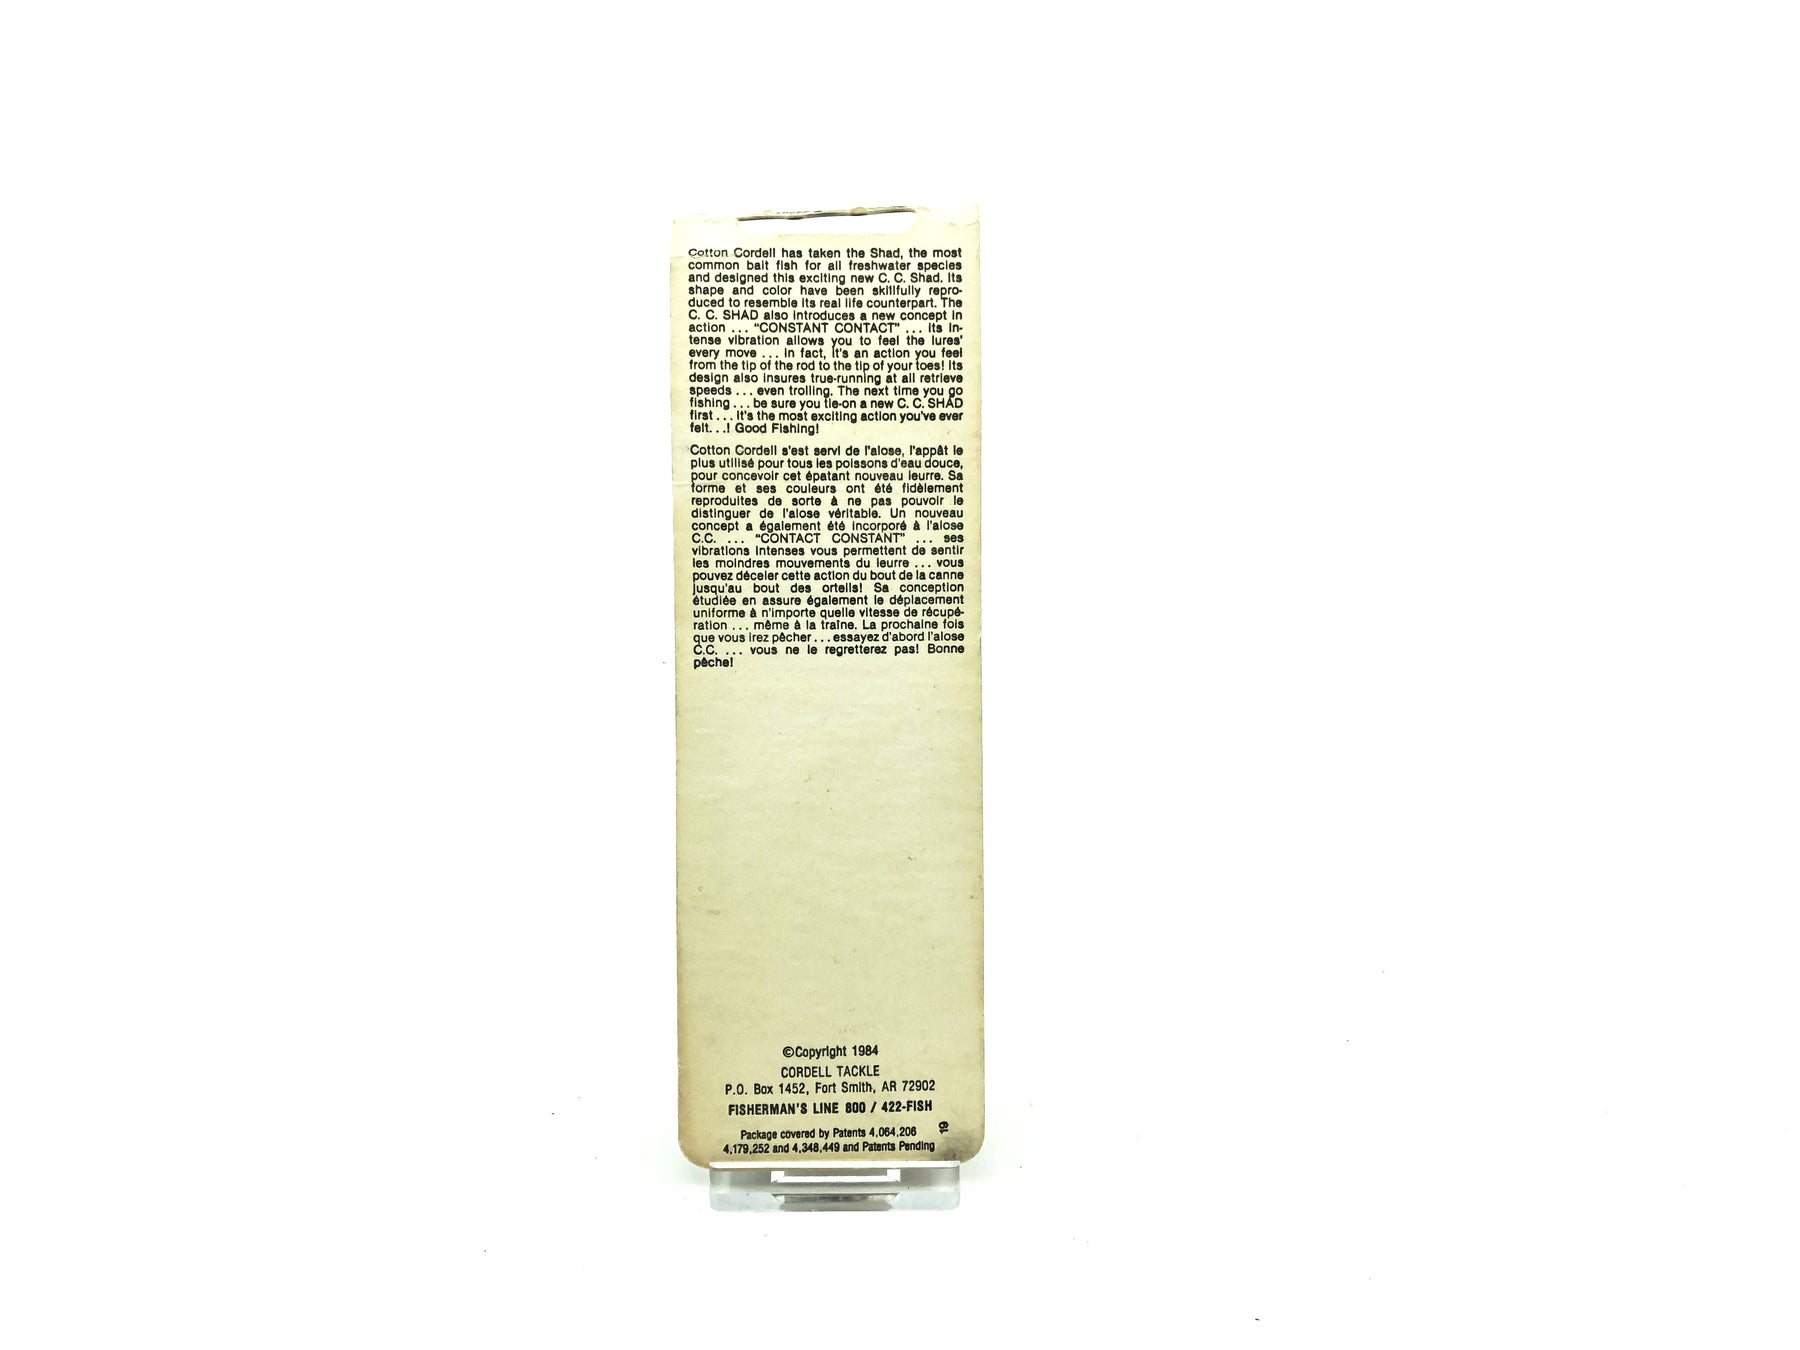 Cotton Cordell has taken the Shad, the most
common bait fish for all freshwater species
and designed this exciting new C. C. Shad. Its
shape and color have been skillfully repro-
duced to resemble its real life counterpart. The
C. C. SHAD also introduces a new concept in
action ... "CONSTANT CONTACT" ... Its in-
tense vibration allows you to feel the lures'
every move ... In fact, it's an action you feel
from the tip of the rod to the tip of your toes! Its
design also insures true-running at all retrieve
speeds ... even trolling. The next time you go
fishing ... be sure you tie-on a new C. C. SHAD
first ... It's the most exciting action you've ever
felt...! Good Fishing!
Cotton Cordell s'est servi de l'alose, l'appât le
plus utilisé pour tous les poissons d'eau douce,
pour concevoir cet épatant nouveau leurre. Sa
forme et ses couleurs ont été fidèlement
reproduites de sorte à ne pas pouvoir le
distinguer de l'alose véritable. Un nouveau
concept a également été incorporé à l'alose
C.C. ... "CONTACT CONSTANT" ... ses
vibrations intenses vous permettent de sentir
les moindres mouvements du leurre ... vous
pouvez déceler cette action du bout de la canne
jusqu'au bout des orteils! Sa conception
étudiée en assure également le déplacement
uniforme à n'importe quelle vitesse de récupé-
ration ... même à la traîne. La prochaine fois
que vous irez pêcher ... essayez d'abord l'alose
C.C. ... vous ne le regretterez pas! Bonne
pêche!
©Copyright 1984
CORDELL TACKLE
P.O. Box 1452, Fort Smith, AR 72902
FISHERMAN'S LINE 800 / 422-FISH
Package covered by Patents 4,064,206
4,179,252 and 4,348,449 and Patents Pending
19